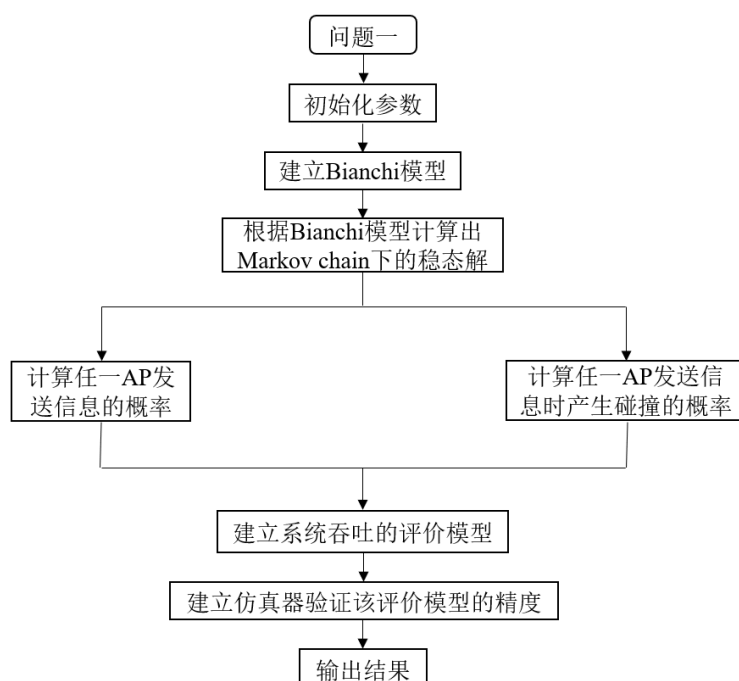 问题一
初始化参数
建立Bianchi模型
根据Bianchi模型计算出
Markov chain下的稳态解
计算任一AP发
送信息的概率
计算任一AP发送信
息时产生碰撞的概率
建立系统吞吐的评价模型
建立仿真器验证该评价模型的精度
输出结果